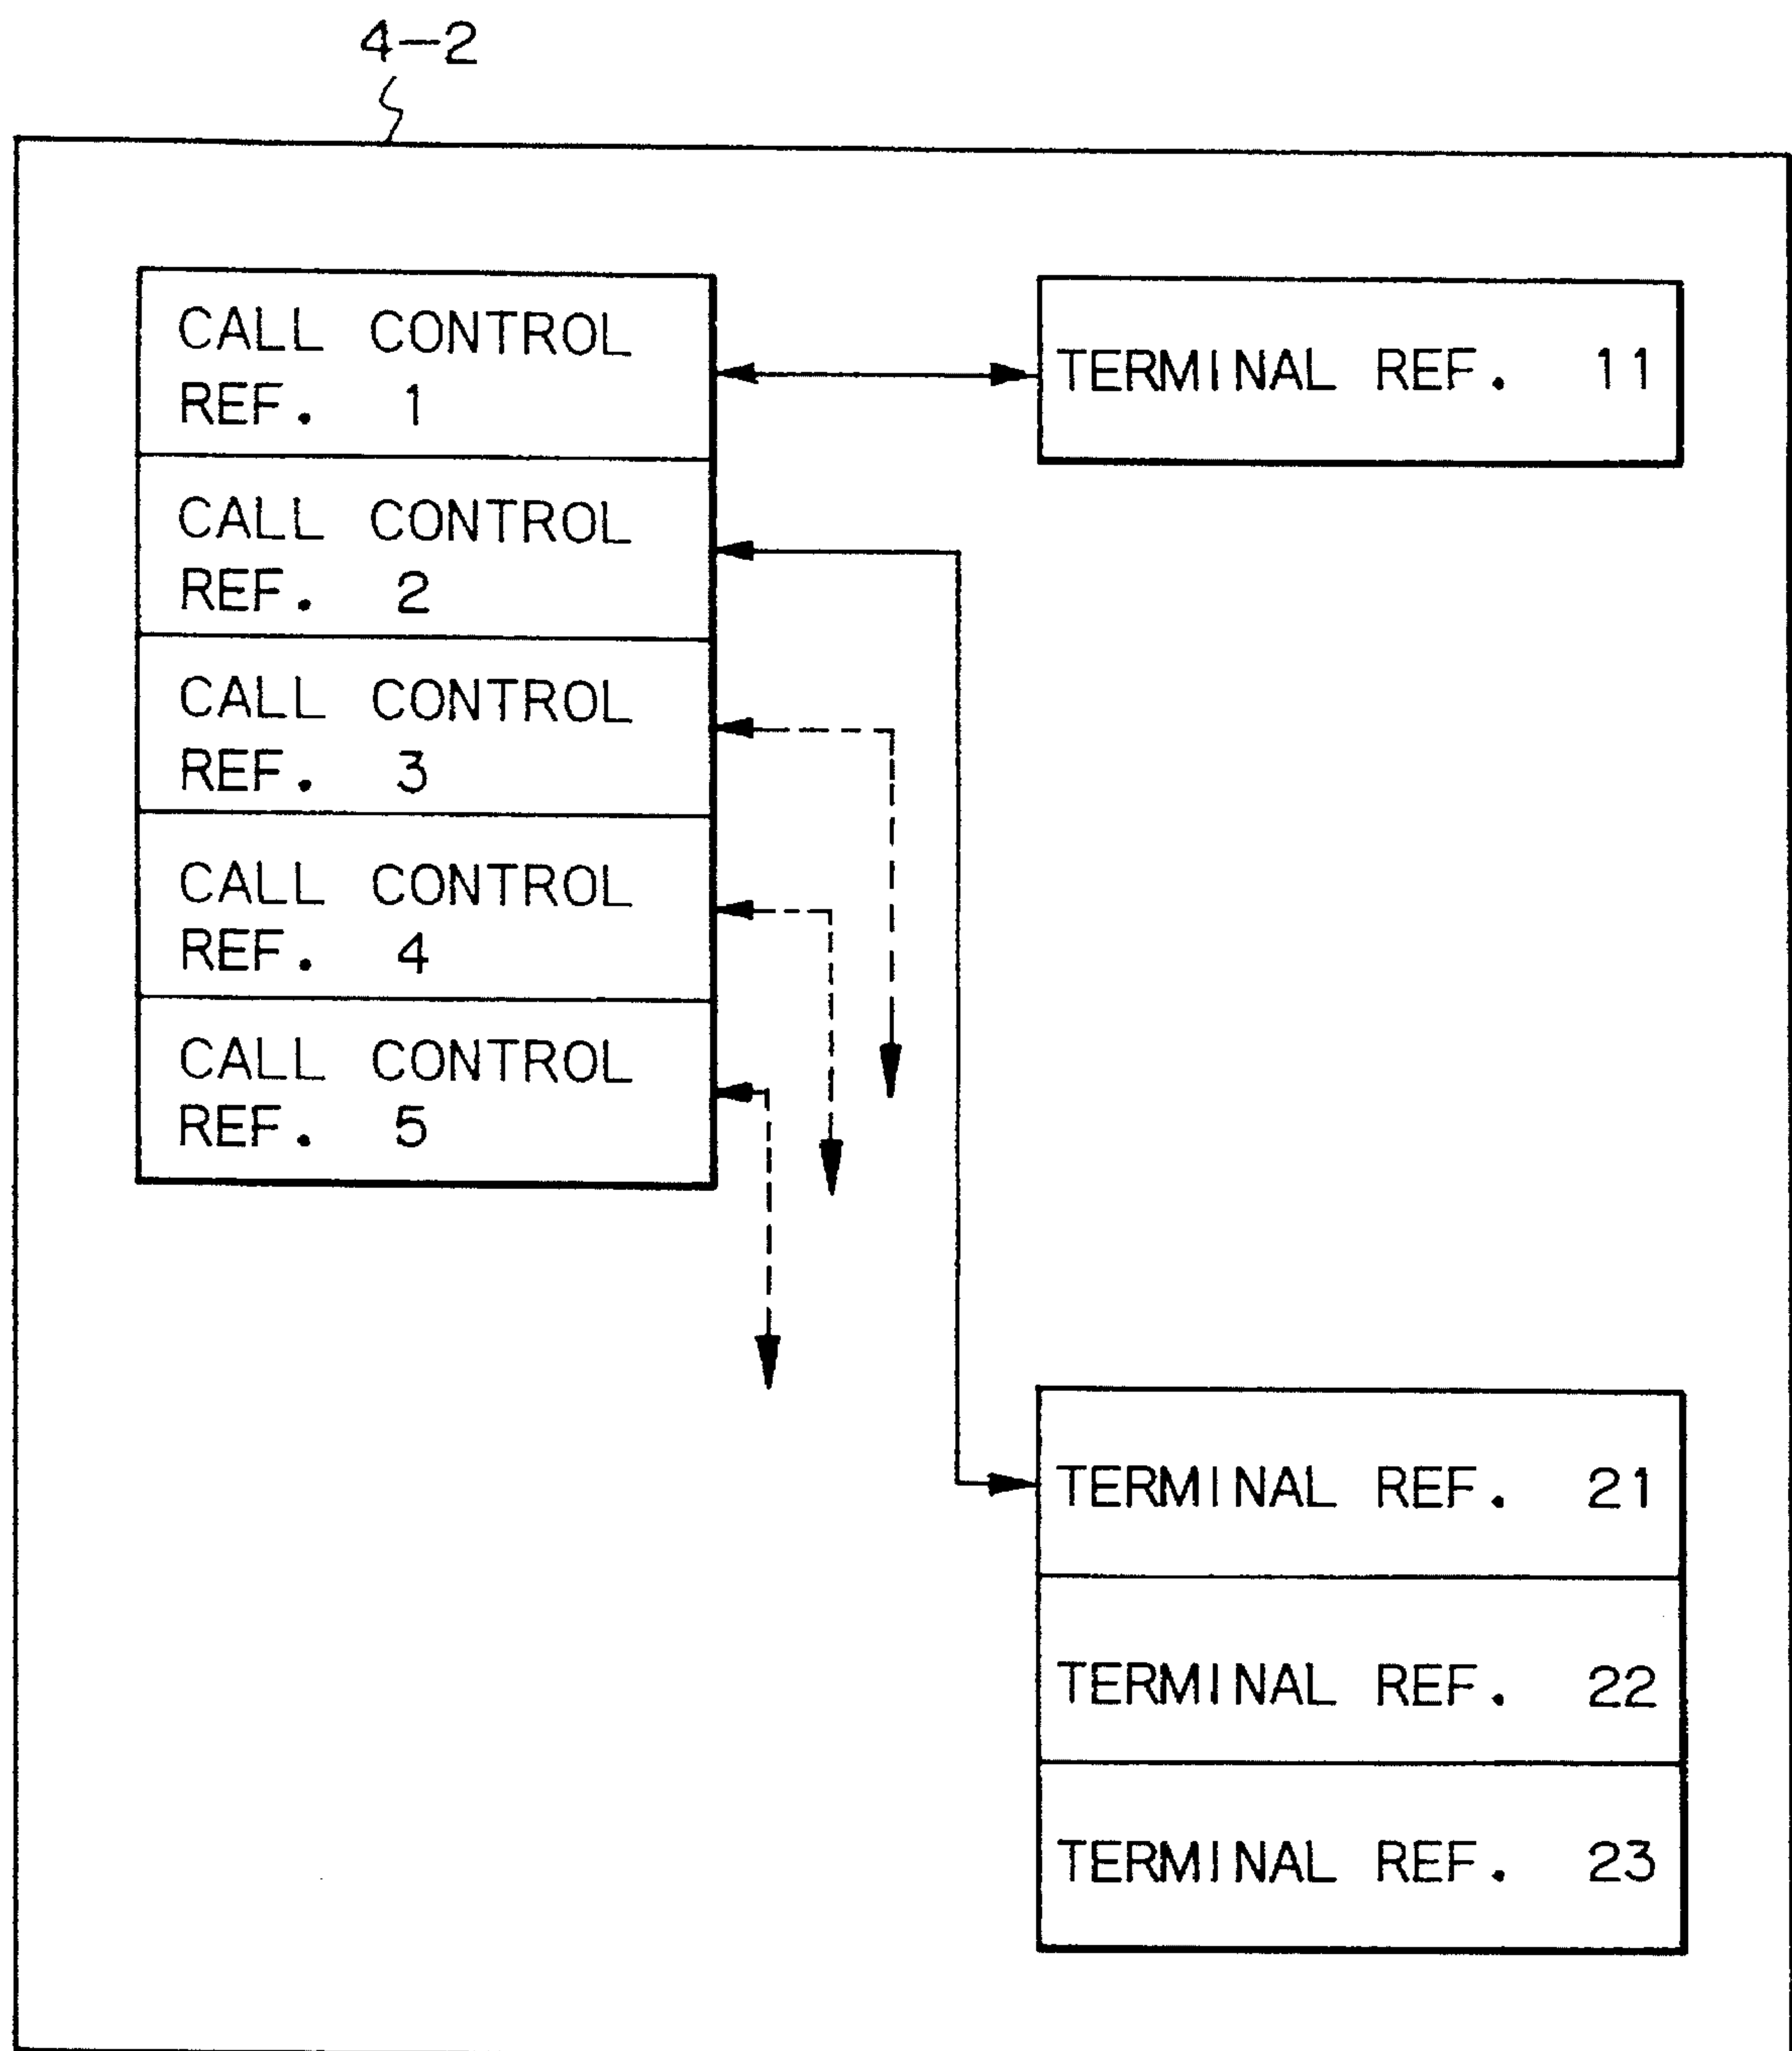 4-2
CALL CONTROL
REF. 1
CALL CONTROL
REF. 2
CALL CONTROL
REF. 3
CALL CONTROL
REF. 4
CALL CONTROL
REF. 5
TERMINAL REF. 11
TERMINAL REF. 21
TERMINAL REF. 22
TERMINAL REF. 23